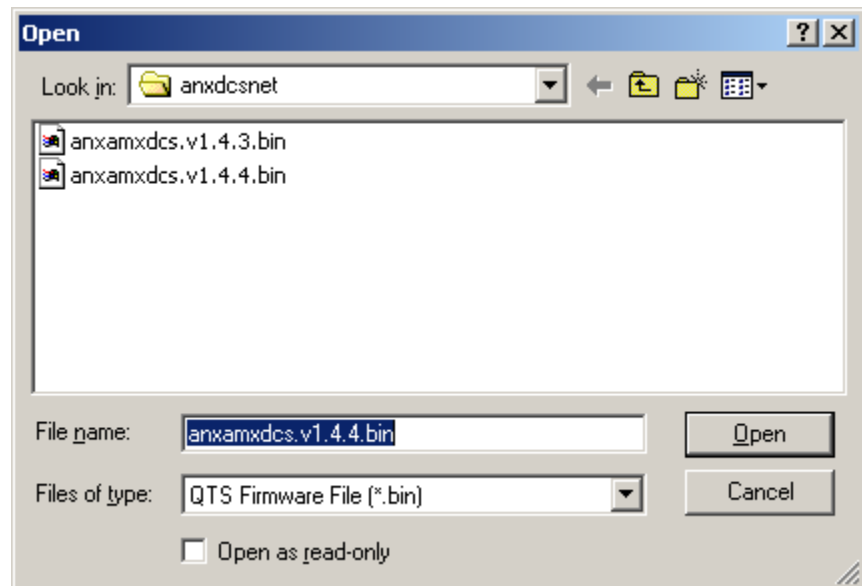 Open
Look in: anxdcsnet
anxamxdcs.v1.4.3.bin
anxamxdcs.v1.4.4.bin
File name: anxamxdcs.v1.4.4.bin Open
Files of type: QTS Firmware File (*.bin) Cancel
Open as read-only